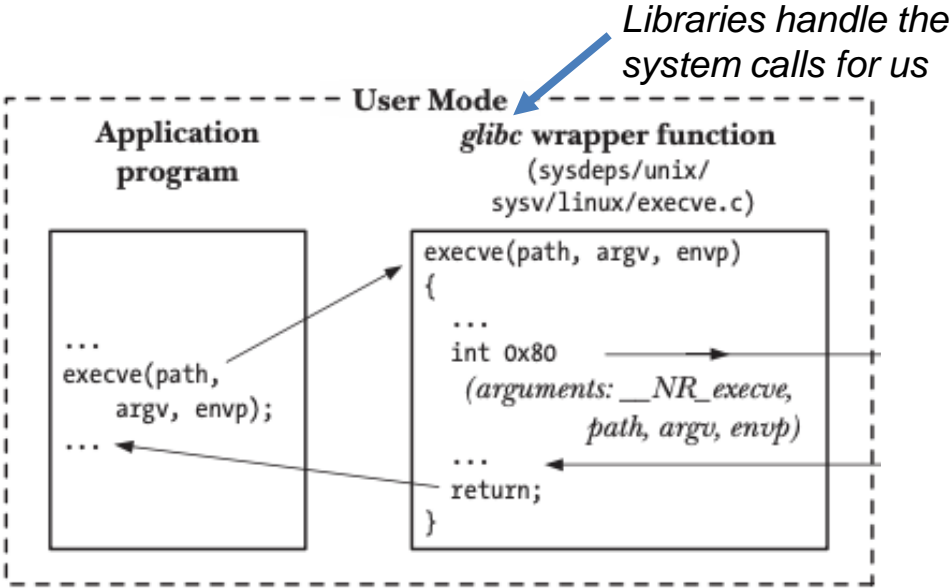 Libraries handle the
system calls for us
User Mode
Application
program
glibc wrapper function
(sysdeps/unix/
sysv/linux/execve.c)
...
execve(path,
argv, envp);
...
execve(path, argv, envp)
{
...
int 0x80
(arguments: __NR_execve,
path, argv, envp)
...
return;
}